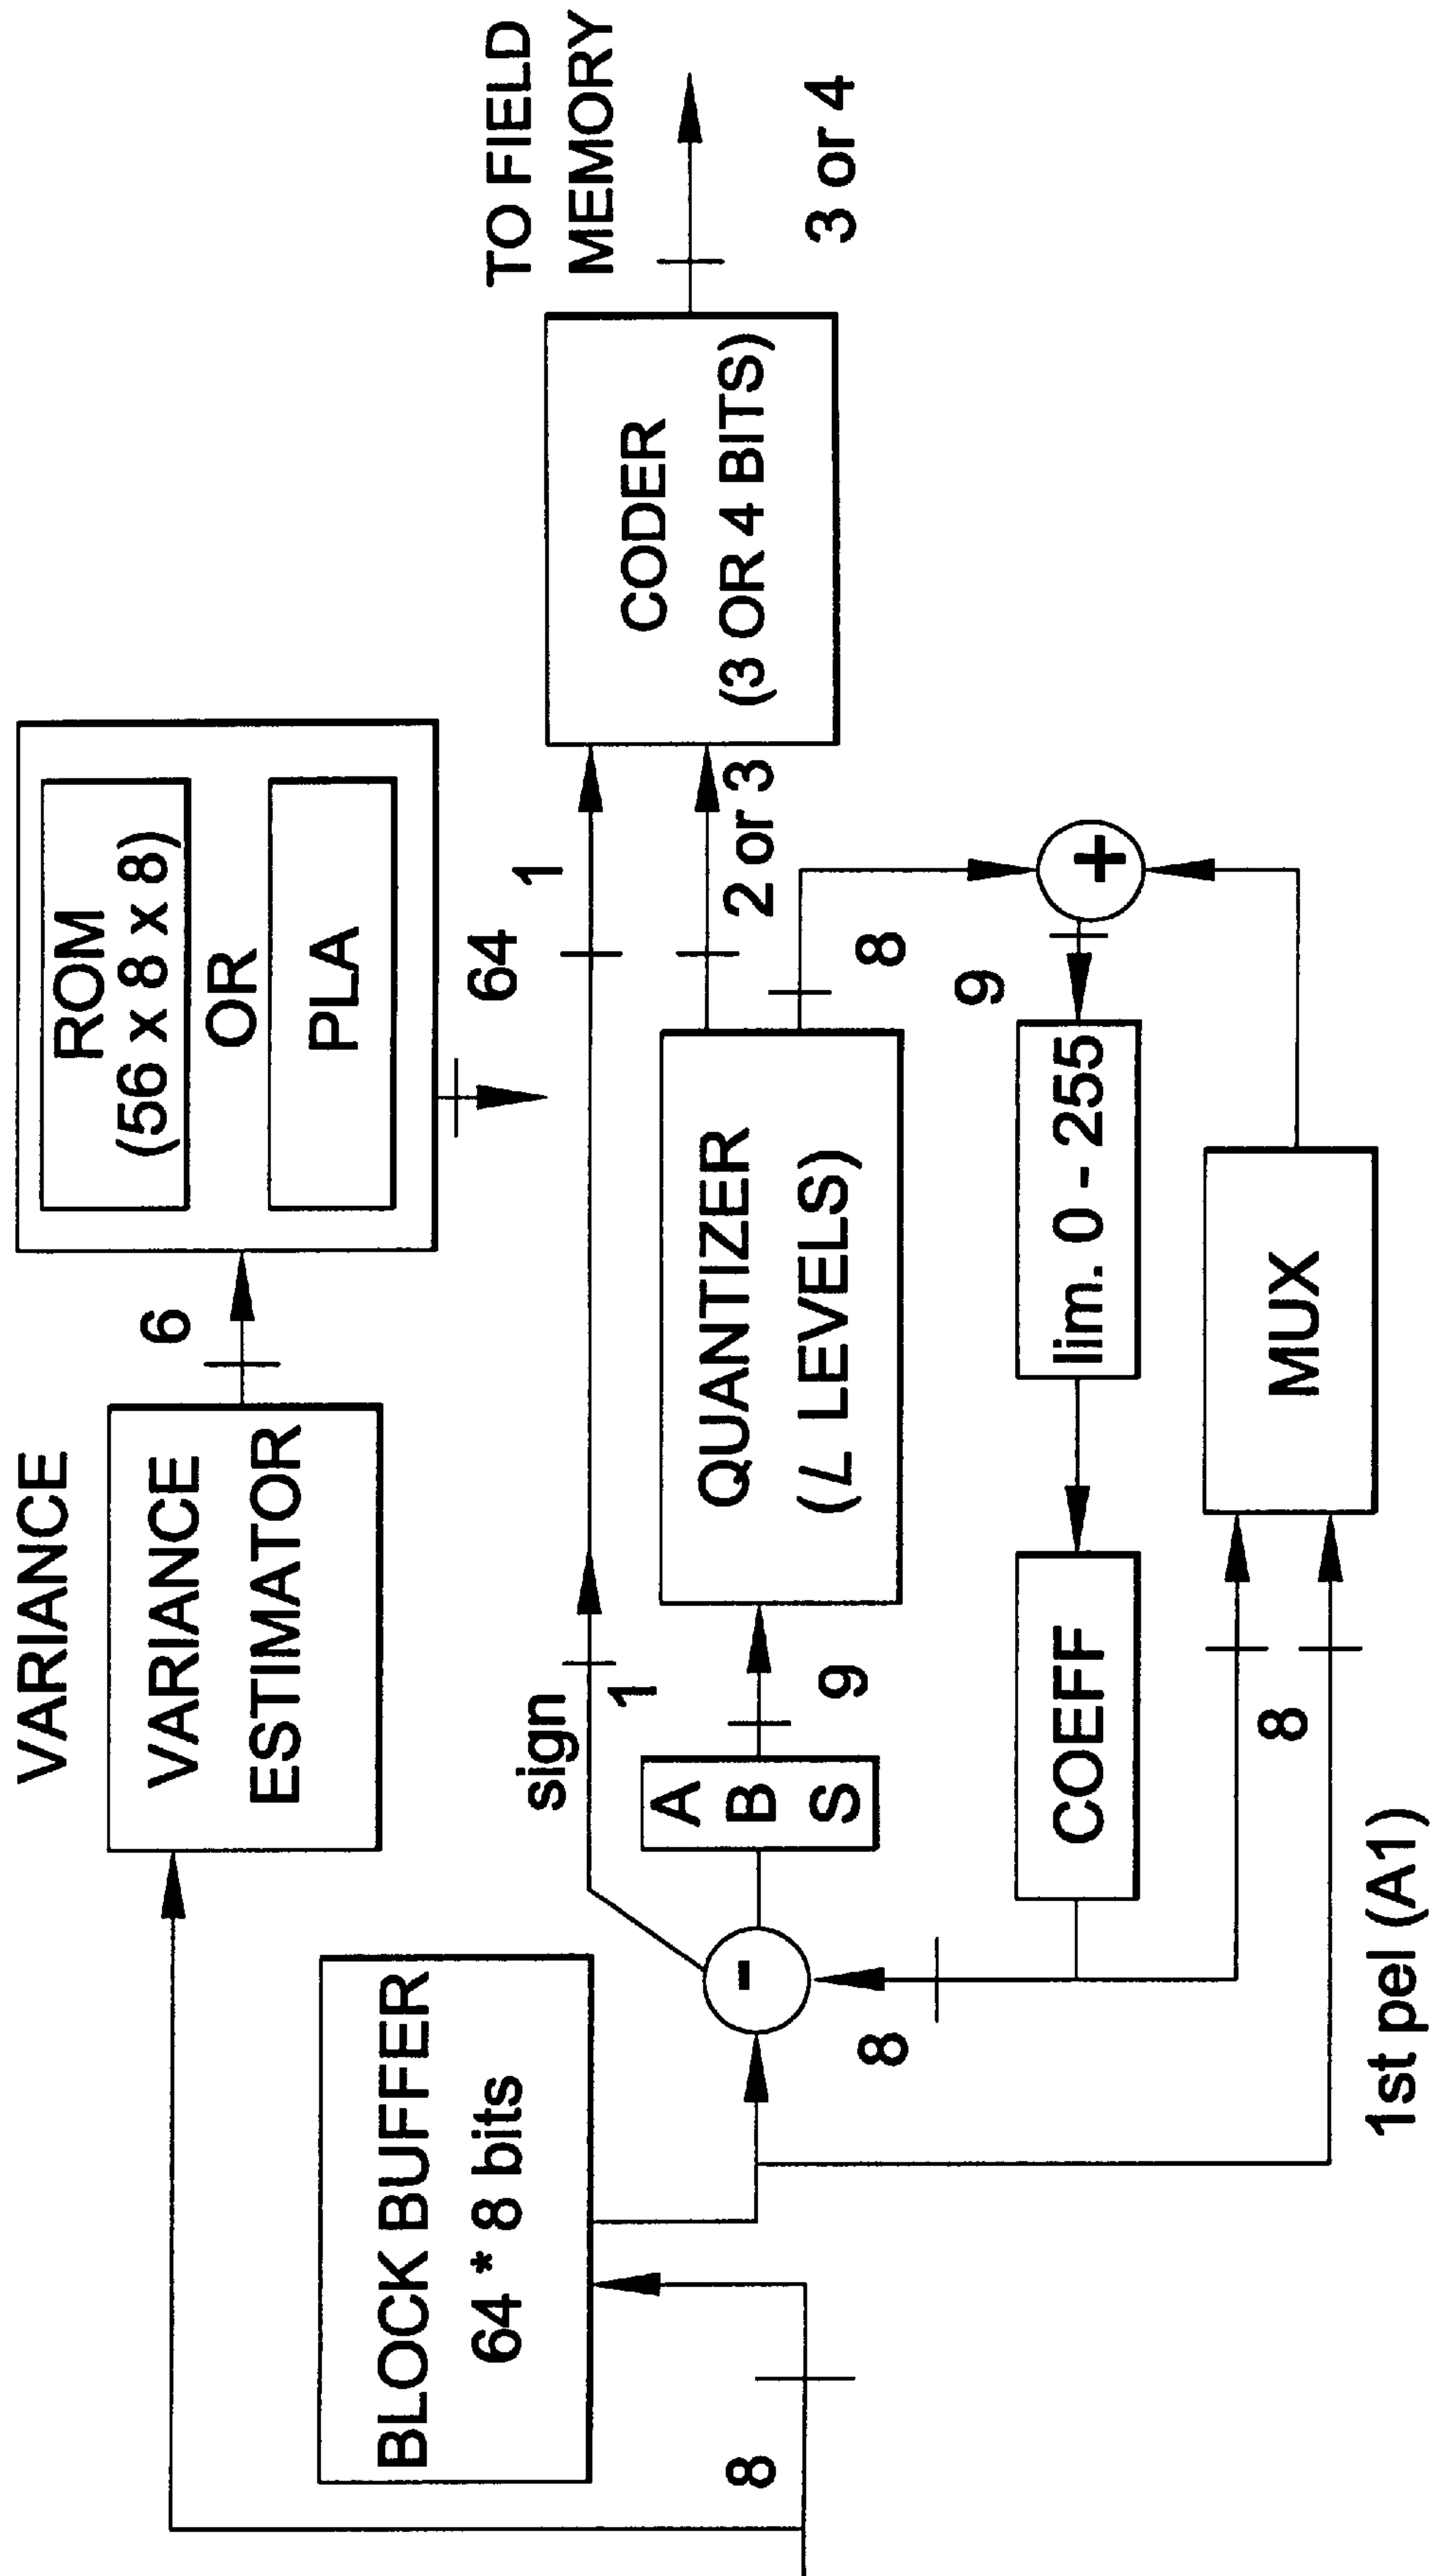 VARIANCE
VARIANCE
ESTIMATOR
6
ROM
(56 x 8 x 8)
OR
PLA
64
BLOCK BUFFER
64 * 8 bits
8
sign
1
1
-
A
B
S
9
QUANTIZER
(L LEVELS)
2 or 3
8
CODER
(3 OR 4 BITS)
TO FIELD
MEMORY
3 or 4
8
COEFF
lim. 0 - 255
9
+
8
MUX
1st pel (A1)